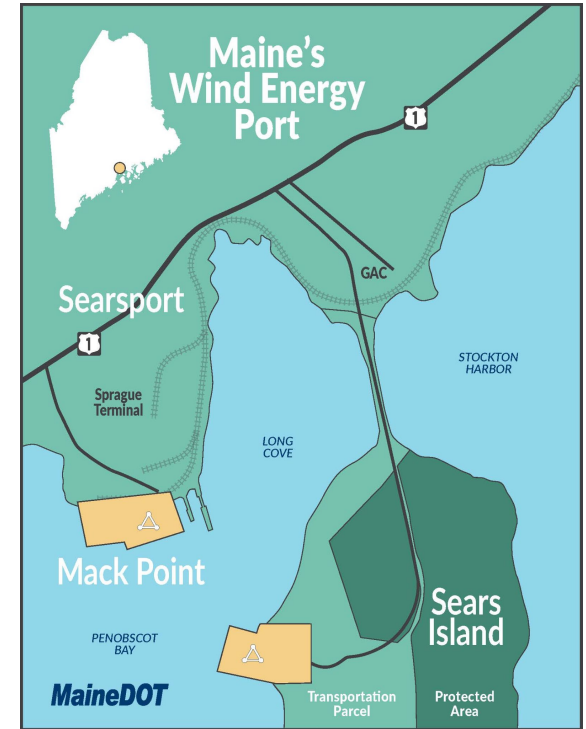 Maine's
Wind Energy
Port
1
GAC
Searsport
1
STOCKTON
HARBOR
Sprague
Terminal
LONG
COVE
Mack Point
Sears
Island
PENOBSCOT
BAY
MaineDOT
Transportation
Parcel
Protected
Area